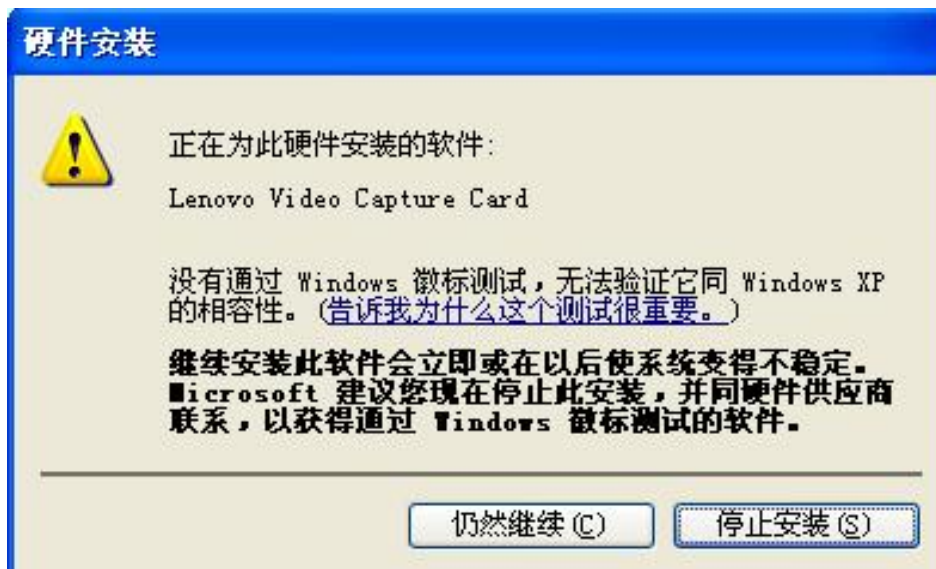 硬件安装
正在为此硬件安装的软件:
Lenovo Video Capture Card
没有通过 Windows 徽标测试，无法验证它同 Windows XP
的相容性。(告诉我为什么这个测试很重要。)
继续安装此软件会立即或在以后使系统变得不稳定。
Microsoft 建议您现在停止此安装，并同硬件供应商
联系，以获得通过 Windows 徽标测试的软件。
仍然继续(C)
停止安装(S)